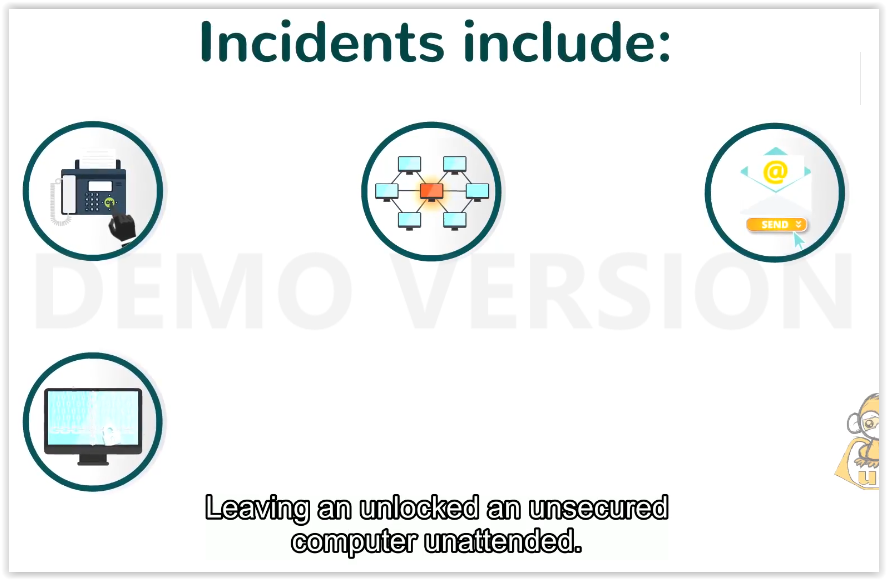 Incidents include:
@
SEND
DEMO VERSION
u
Leaving an unlocked an unsecured
computer unattended.